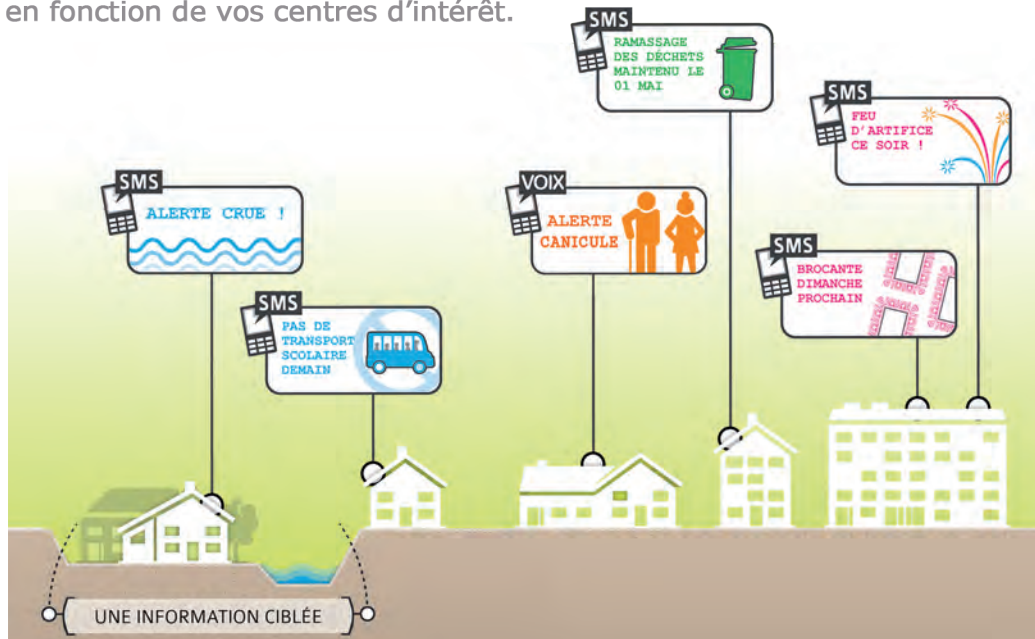 en fonction de vos centres d’intérêt.
SMS
RAMASSAGE
DES DÉCHETS
MAINTENU LE
01 MAI
SMS
FEU
D’ARTIFICE
CE SOIR !
SMS
ALERTE CRUE !
VOIX
ALERTE
CANICULE
SMS
BROCANTE
DIMANCHE
PROCHAIN
SMS
PAS DE
TRANSPORT
SCOLAIRE
DEMAIN
UNE INFORMATION CIBLÉE